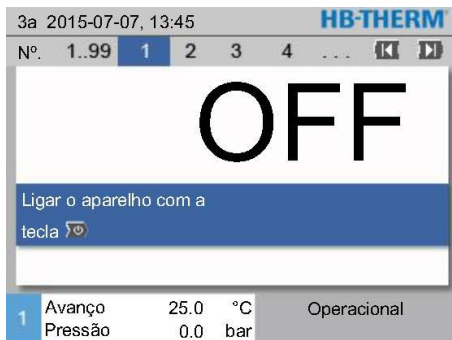 3a 2015-07-07, 13:45 HB-THERM
Nº. 1..99 1 2 3 4 ...
OFF
Ligar o aparelho com a
tecla
1 Avanço 25.0 °C Operacional
Pressão 0.0 bar